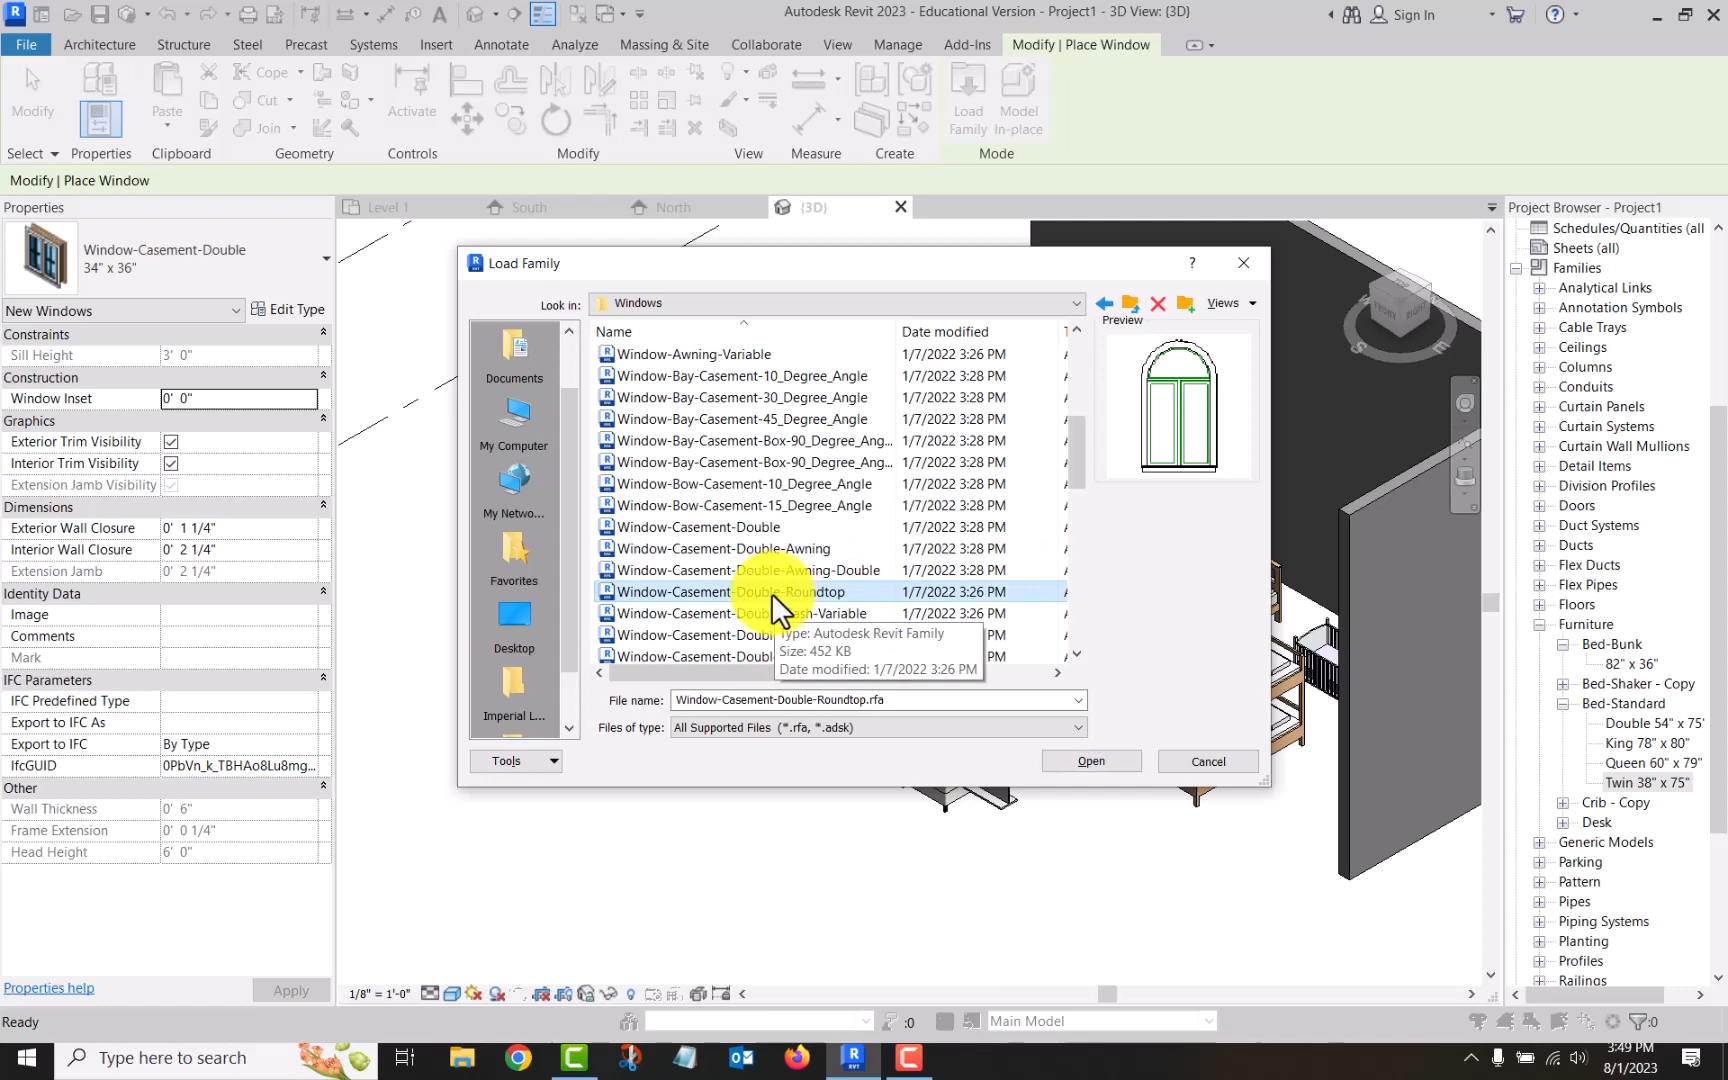 Autodesk Revit 2023 - Educational Version - Project1 - 3D View: {3D}
Sign In
File Architecture Structure Steel Precast Systems Insert Annotate Analyze Massing & Site Collaborate View Manage Add-Ins Modify | Place Window
Modify Paste Cope Cut Join Activate Load Family Model In-place
Select Properties Clipboard Geometry Controls Modify View Measure Create Mode
Modify | Place Window
Properties
Window-Casement-Double
34" x 36"
New Windows Edit Type
Constraints
Sill Height 3' 0"
Construction
Window Inset 0' 0"
Graphics
Exterior Trim Visibility
Interior Trim Visibility
Extension Jamb Visibility
Dimensions
Exterior Wall Closure 0' 1 1/4"
Interior Wall Closure 0' 2 1/4"
Extension Jamb 0' 2 1/4"
Identity Data
Image
Comments
Mark
IFC Parameters
IFC Predefined Type
Export to IFC As
Export to IFC By Type
IfcGUID 0PbVn_k_TBHAo8Lu8mg...
Other
Wall Thickness 0' 6"
Frame Extension 0' 0 1/4"
Head Height 6' 0"
Properties help Apply
Level 1 South North {3D}
Load Family
Look in: Windows Views
Documents
My Computer
My Netwo...
Favorites
Desktop
Imperial L...
Name Date modified
Window-Awning-Variable 1/7/2022 3:26 PM
Window-Bay-Casement-10_Degree_Angle 1/7/2022 3:28 PM
Window-Bay-Casement-30_Degree_Angle 1/7/2022 3:28 PM
Window-Bay-Casement-45_Degree_Angle 1/7/2022 3:28 PM
Window-Bay-Casement-Box-90_Degree_Ang... 1/7/2022 3:28 PM
Window-Bay-Casement-Box-90_Degree_Ang... 1/7/2022 3:28 PM
Window-Bow-Casement-10_Degree_Angle 1/7/2022 3:28 PM
Window-Bow-Casement-15_Degree_Angle 1/7/2022 3:28 PM
Window-Casement-Double 1/7/2022 3:28 PM
Window-Casement-Double-Awning 1/7/2022 3:28 PM
Window-Casement-Double-Awning-Double 1/7/2022 3:28 PM
Window-Casement-Double-Roundtop 1/7/2022 3:26 PM
1/7/2022 3:26 PM
Type: Autodesk Revit Family
Size: 452 KB
Date modified: 1/7/2022 3:26 PM
Preview
File name: Window-Casement-Double-Roundtop.rfa
Files of type: All Supported Files (*.rfa, *.adsk)
Tools Open Cancel
Project Browser - Project1
Schedules/Quantities (all
Sheets (all)
Families
Analytical Links
Annotation Symbols
Cable Trays
Ceilings
Columns
Conduits
Curtain Panels
Curtain Systems
Curtain Wall Mullions
Detail Items
Division Profiles
Doors
Duct Systems
Ducts
Flex Ducts
Flex Pipes
Floors
Furniture
Bed-Bunk
82" x 36"
Bed-Shaker - Copy
Bed-Standard
Double 54" x 75"
King 78" x 80"
Queen 60" x 79"
Twin 38" x 75"
Crib - Copy
Desk
Generic Models
Parking
Pattern
Pipes
Piping Systems
Planting
Profiles
Railings
1/8" = 1'-0"
Ready :0 Main Model :0
Type here to search
3:49 PM
8/1/2023